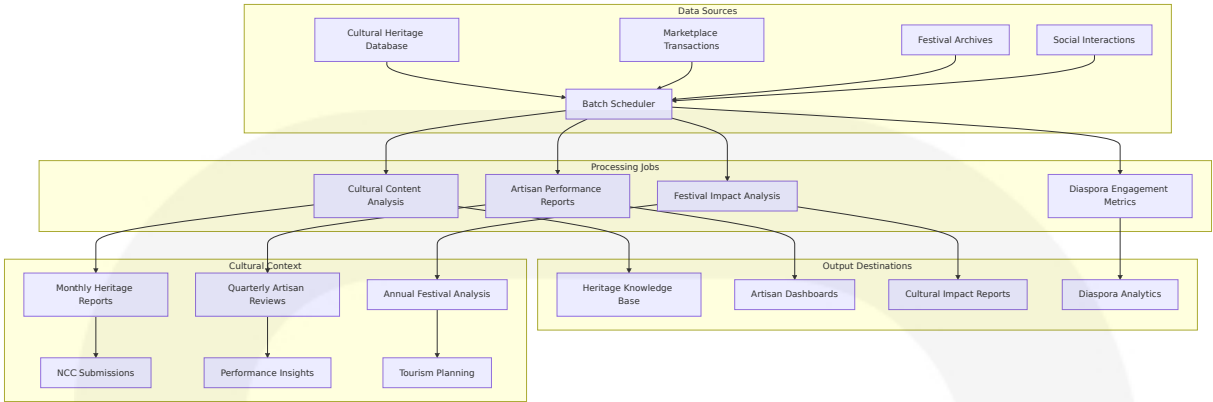 Data Sources
Cultural Heritage
Database
Marketplace
Transactions
Festival Archives
Social Interactions
Batch Scheduler
Processing Jobs
Cultural Content
Analysis
Artisan Performance
Reports
Festival Impact Analysis
Diaspora Engagement
Metrics
Cultural Context
Monthly Heritage
Reports
Quarterly Artisan
Reviews
Annual Festival Analysis
NCC Submissions
Performance Insights
Tourism Planning
Output Destinations
Heritage Knowledge
Base
Artisan Dashboards
Cultural Impact Reports
Diaspora Analytics